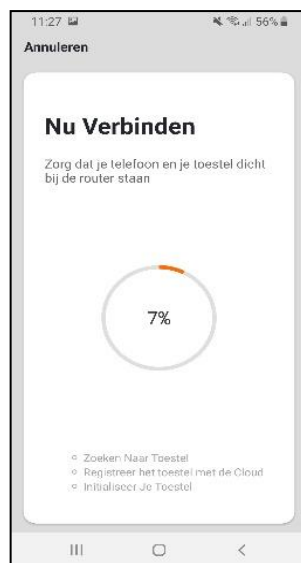 11:27 56%
Annuleren
Nu Verbinden
Zorg dat je telefoon en je toestel dicht
bij de router staan
7%
Zoeken Naar Toestel
Registreer het toestel met de Cloud
Initialiseer Je Toestel